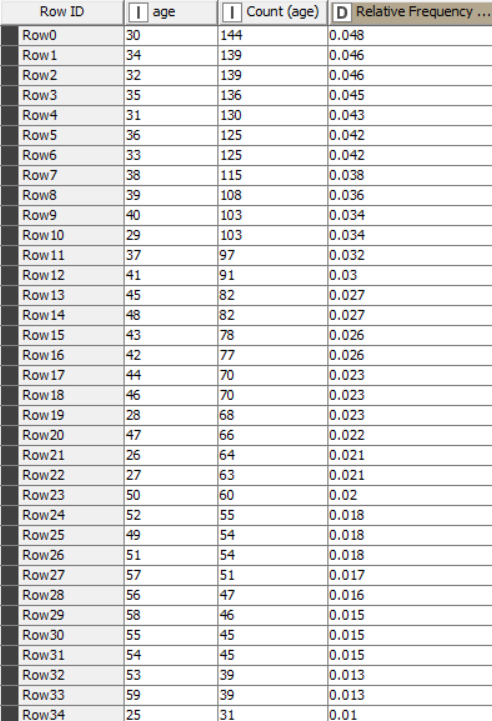 Row ID I age I Count (age) D Relative Frequency ...
Row0 30 144 0.048
Row1 34 139 0.046
Row2 32 139 0.046
Row3 35 136 0.045
Row4 31 130 0.043
Row5 36 125 0.042
Row6 33 125 0.042
Row7 38 115 0.038
Row8 39 108 0.036
Row9 40 103 0.034
Row10 29 103 0.034
Row11 37 97 0.032
Row12 41 91 0.03
Row13 45 82 0.027
Row14 48 82 0.027
Row15 43 78 0.026
Row16 42 77 0.026
Row17 44 70 0.023
Row18 46 70 0.023
Row19 28 68 0.023
Row20 47 66 0.022
Row21 26 64 0.021
Row22 27 63 0.021
Row23 50 60 0.02
Row24 52 55 0.018
Row25 49 54 0.018
Row26 51 54 0.018
Row27 57 51 0.017
Row28 56 47 0.016
Row29 58 46 0.015
Row30 55 45 0.015
Row31 54 45 0.015
Row32 53 39 0.013
Row33 59 39 0.013
Row34 25 31 0.01